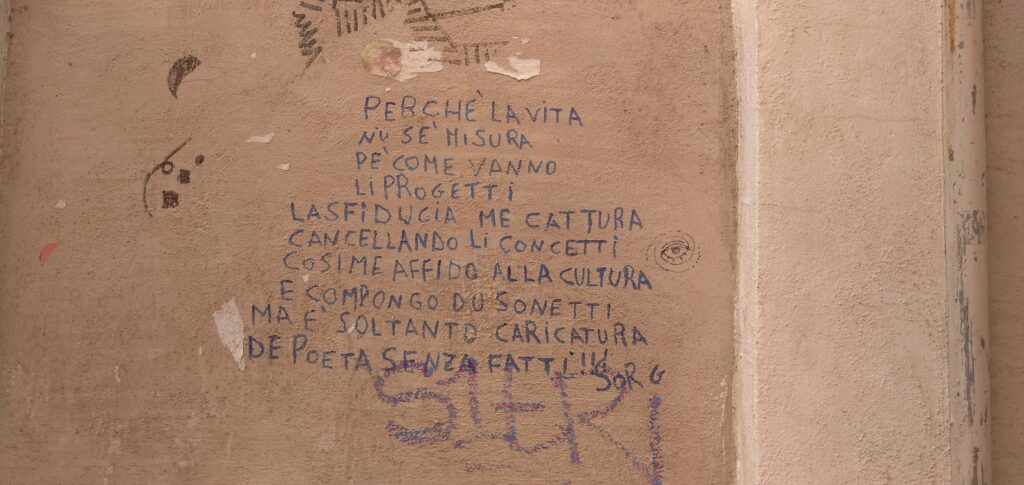 PERCHÈ LA VITA
NU SE' MISURA
PE' COME VANNO
LI PROGETTI
LA SFIDUCIA ME CATTURA
CANCELLANDO LI CONCETTI
COSI ME AFFIDO ALLA CULTURA
E COMPONGO DU SONETTI
MA E' SOLTANTO CARICATURA
DE POETA SENZA FATTI!!!
SOR G